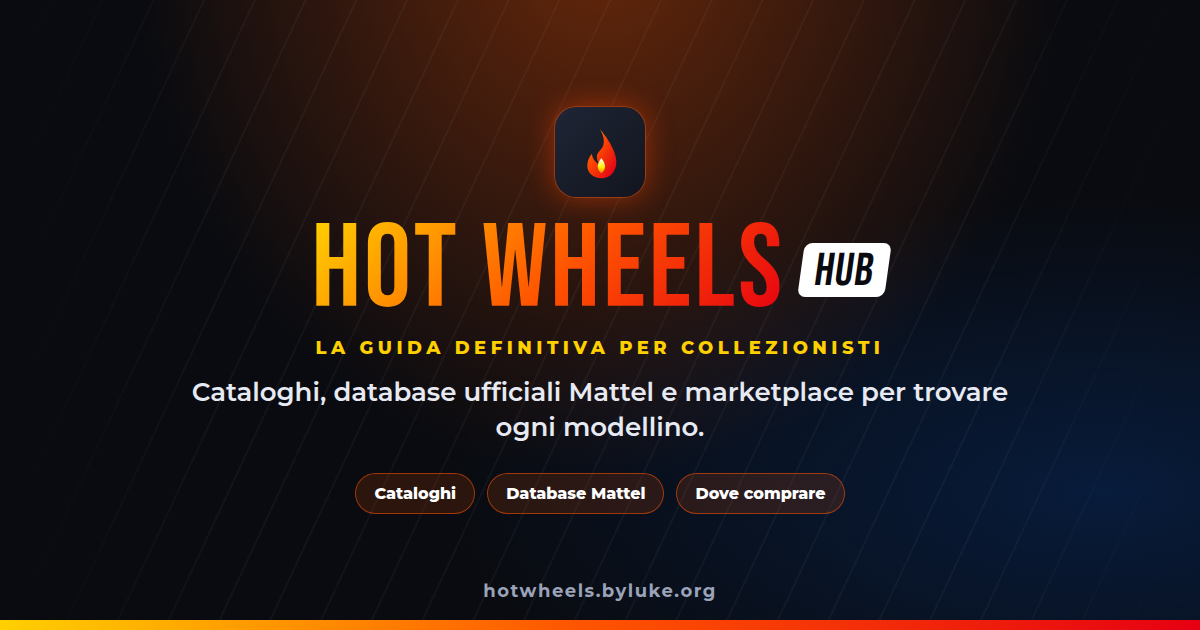 HOT WHEELS HUB
LA GUIDA DEFINITIVA PER COLLEZIONISTI
Cataloghi, database ufficiali Mattel e marketplace per trovare
ogni modellino.
Cataloghi Database Mattel Dove comprare
hotwheels.byluke.org